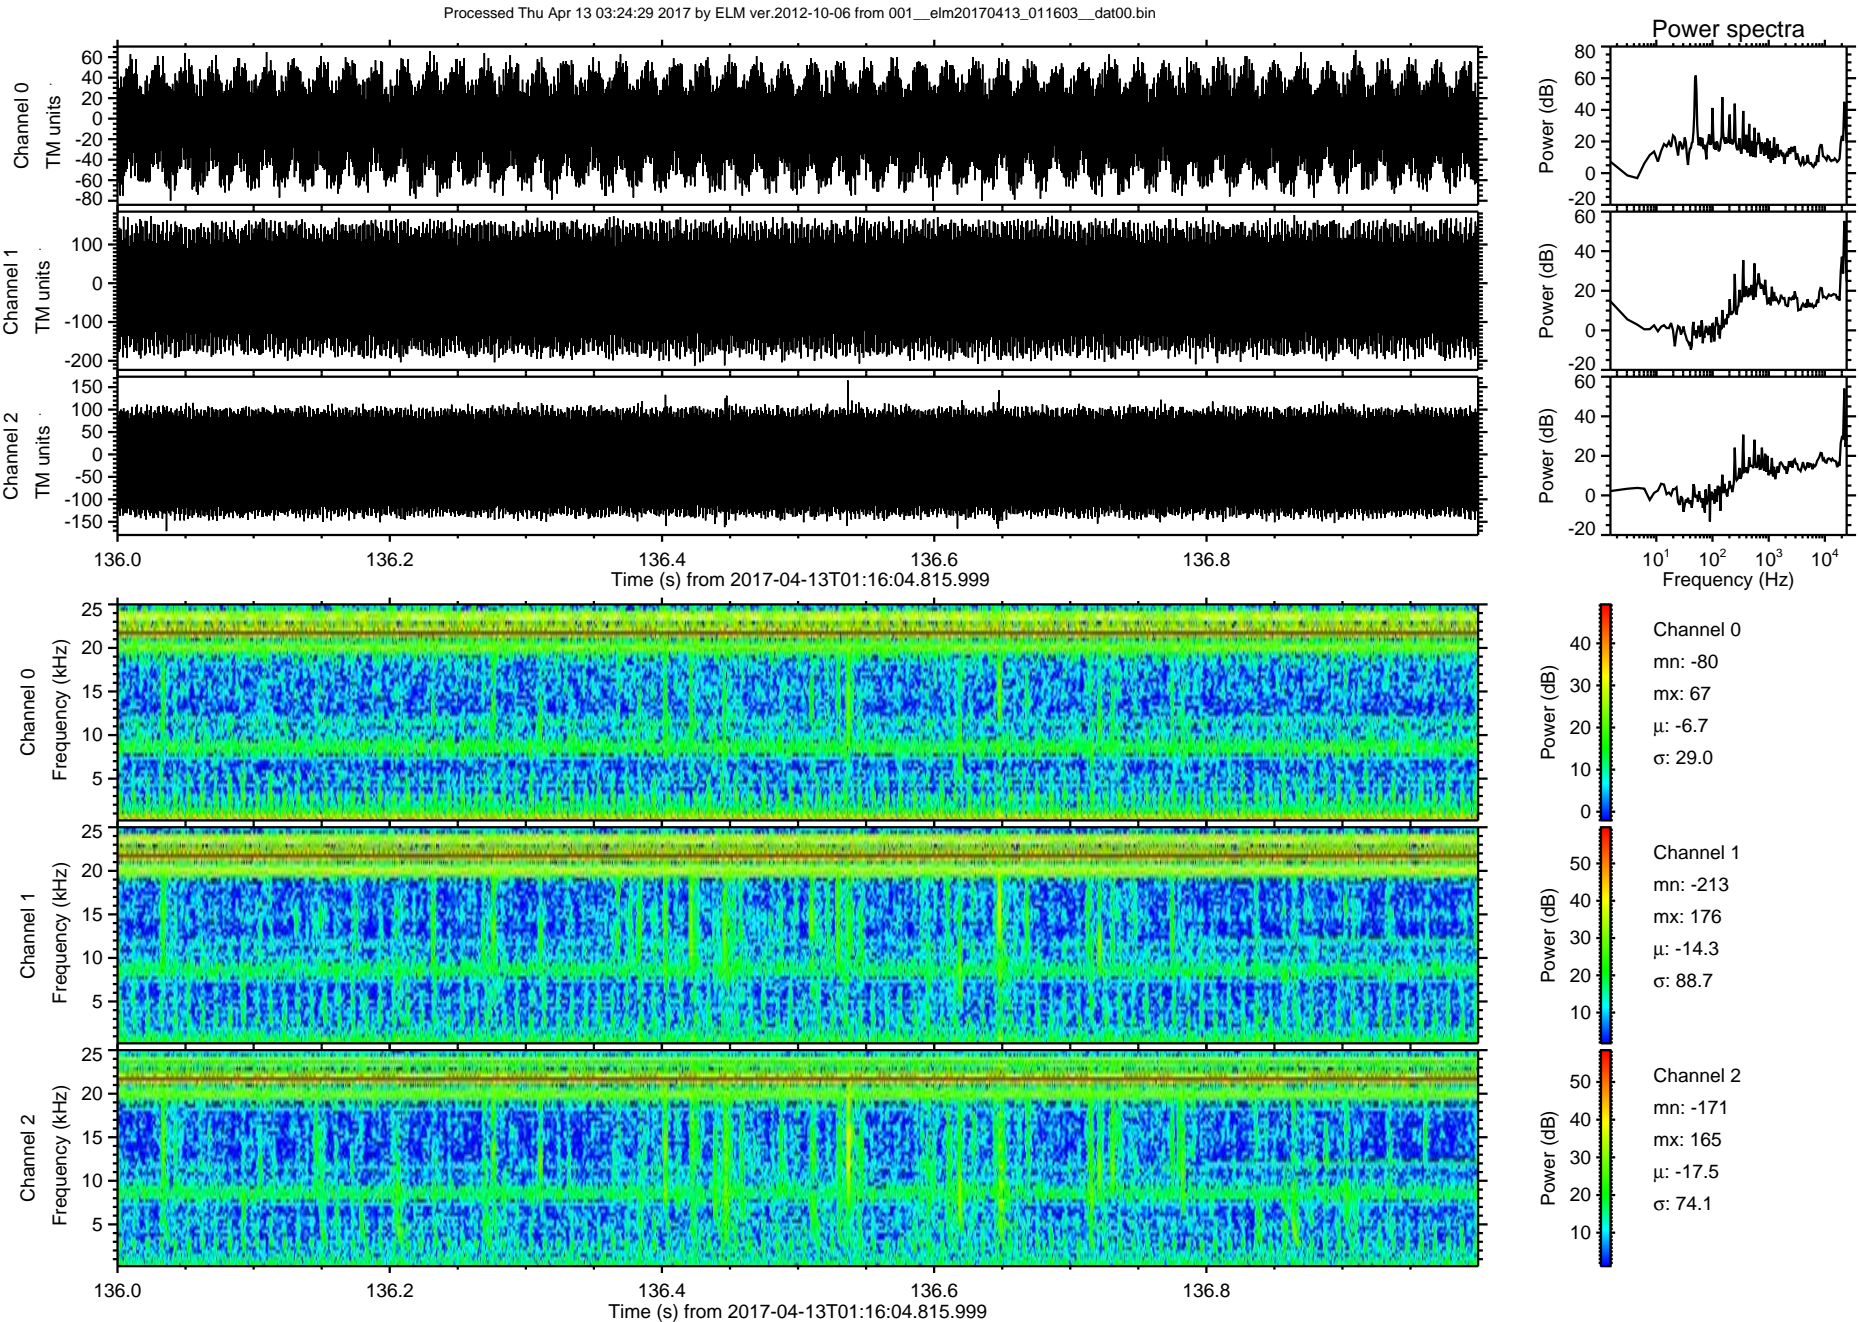 Processed Thu Apr 13 03:24:29 2017 by ELM ver.2012-10-06 from 001__elm20170413_011603__dat00.bin
Power spectra
Channel 0
TM units
60
40
20
0
-20
-40
-60
-80
Power (dB)
80
60
40
20
0
-20
Channel 1
TM units
100
0
-100
-200
Power (dB)
60
40
20
0
-20
Channel 2
TM units
150
100
50
0
-50
-100
-150
Power (dB)
60
40
20
0
-20
136.0 136.2 136.4 136.6 136.8
Time (s) from 2017-04-13T01:16:04.815.999
10¹ 10² 10³ 10⁴
Frequency (Hz)
Channel 0
Frequency (kHz)
25
20
15
10
5
Power (dB)
40
30
20
10
0
Channel 0
mn: -80
mx: 67
µ: -6.7
σ: 29.0
Channel 1
Frequency (kHz)
25
20
15
10
5
Power (dB)
50
40
30
20
10
Channel 1
mn: -213
mx: 176
µ: -14.3
σ: 88.7
Channel 2
Frequency (kHz)
25
20
15
10
5
Power (dB)
50
40
30
20
10
Channel 2
mn: -171
mx: 165
µ: -17.5
σ: 74.1
136.0 136.2 136.4 136.6 136.8
Time (s) from 2017-04-13T01:16:04.815.999